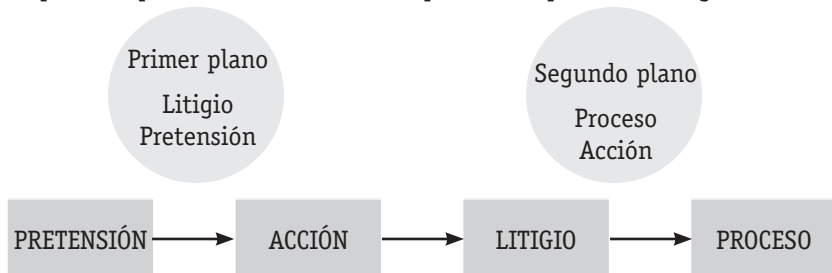 Primer plano
Litigio
Pretensión
Segundo plano
Proceso
Acción
PRETENSIÓN
ACCIÓN
LITIGIO
PROCESO